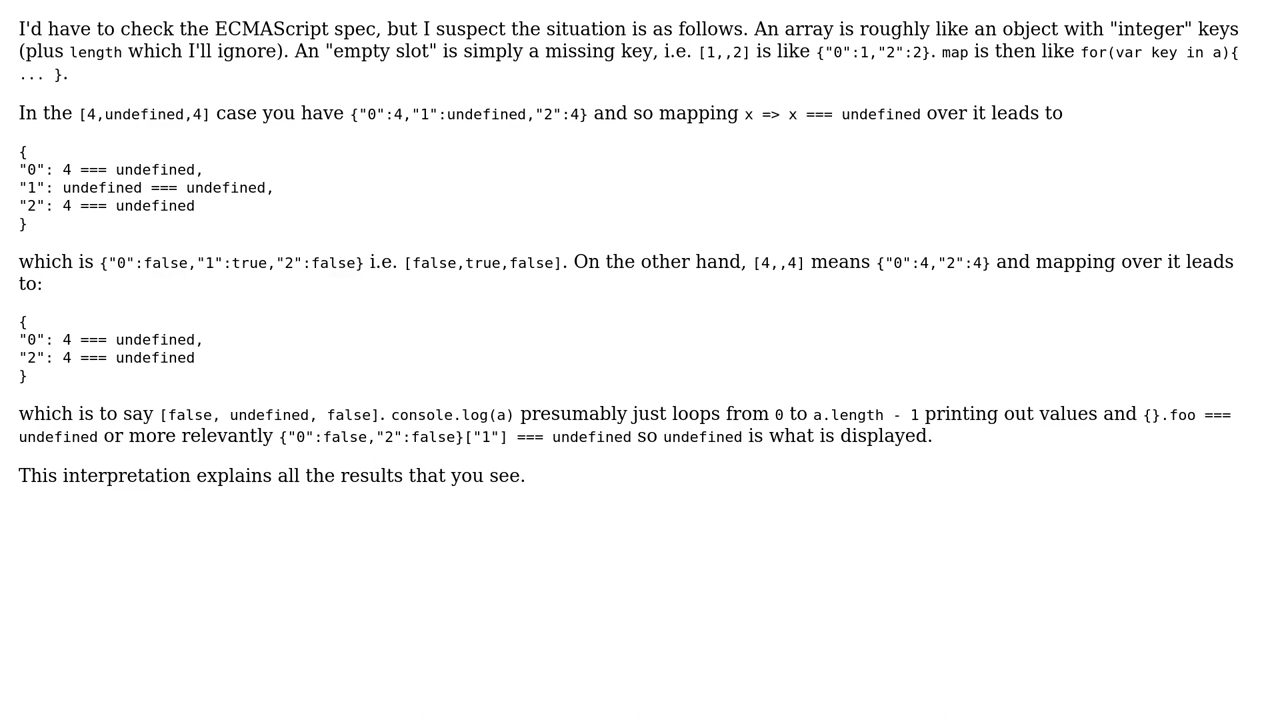 I'd have to check the ECMAScript spec, but I suspect the situation is as follows. An array is roughly like an object with "integer" keys
(plus length which I'll ignore). An "empty slot" is simply a missing key, i.e. [1,,2] is like {"0":1,"2":2}. map is then like for(var key in a){
... }.
In the [4,undefined,4] case you have {"0":4,"1":undefined,"2":4} and so mapping x => x === undefined over it leads to
{
"0": 4 === undefined,
"1": undefined === undefined,
"2": 4 === undefined
}
which is {"0":false,"1":true,"2":false} i.e. [false,true,false]. On the other hand, [4,,4] means {"0":4,"2":4} and mapping over it leads
to:
{
"0": 4 === undefined,
"2": 4 === undefined
}
which is to say [false, undefined, false]. console.log(a) presumably just loops from 0 to a.length - 1 printing out values and {}.foo ===
undefined or more relevantly {"0":false,"2":false}["1"] === undefined so undefined is what is displayed.
This interpretation explains all the results that you see.